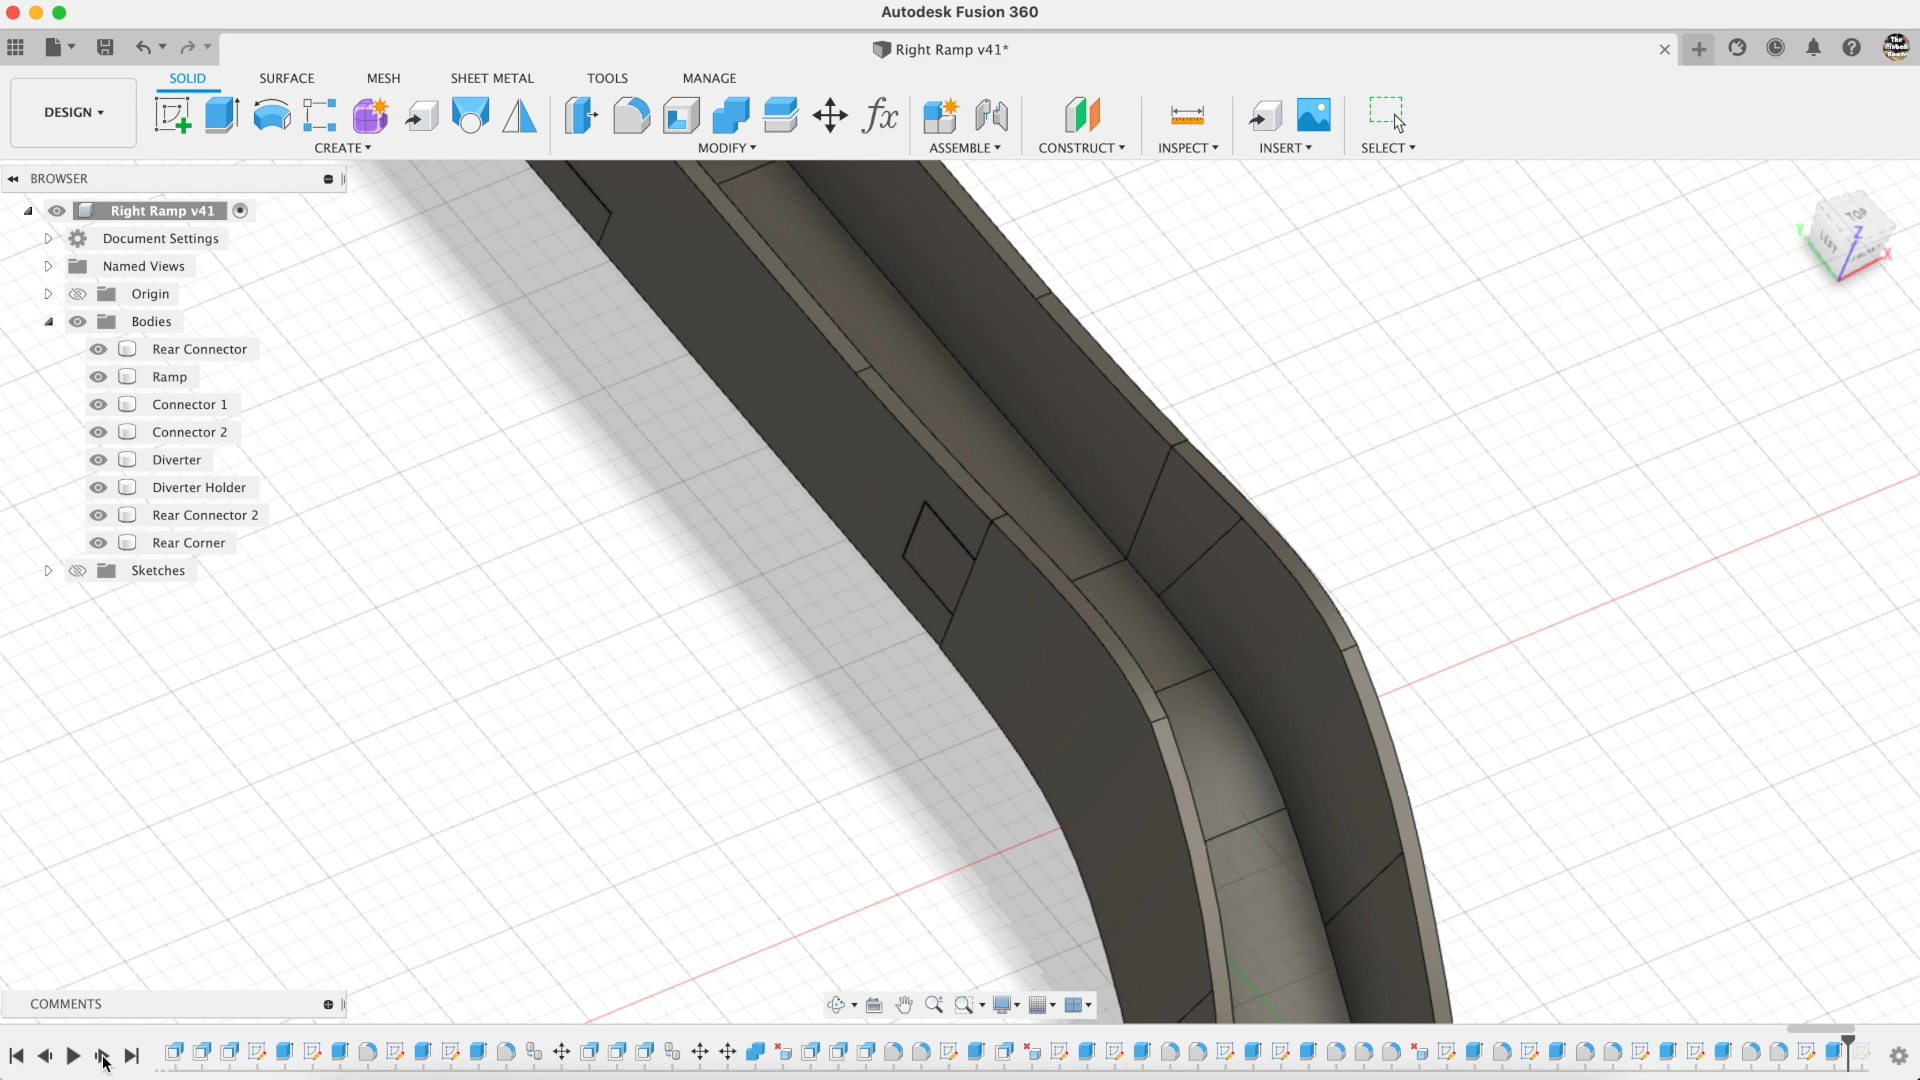 Autodesk Fusion 360
Right Ramp v41*
SOLID SURFACE MESH SHEET METAL TOOLS MANAGE
DESIGN
CREATE MODIFY ASSEMBLE CONSTRUCT INSPECT INSERT SELECT
BROWSER
Right Ramp v41
Document Settings
Named Views
Origin
Bodies
Rear Connector
Ramp
Connector 1
Connector 2
Diverter
Diverter Holder
Rear Connector 2
Rear Corner
Sketches
TOP
LEFT
Z
Y
X
COMMENTS